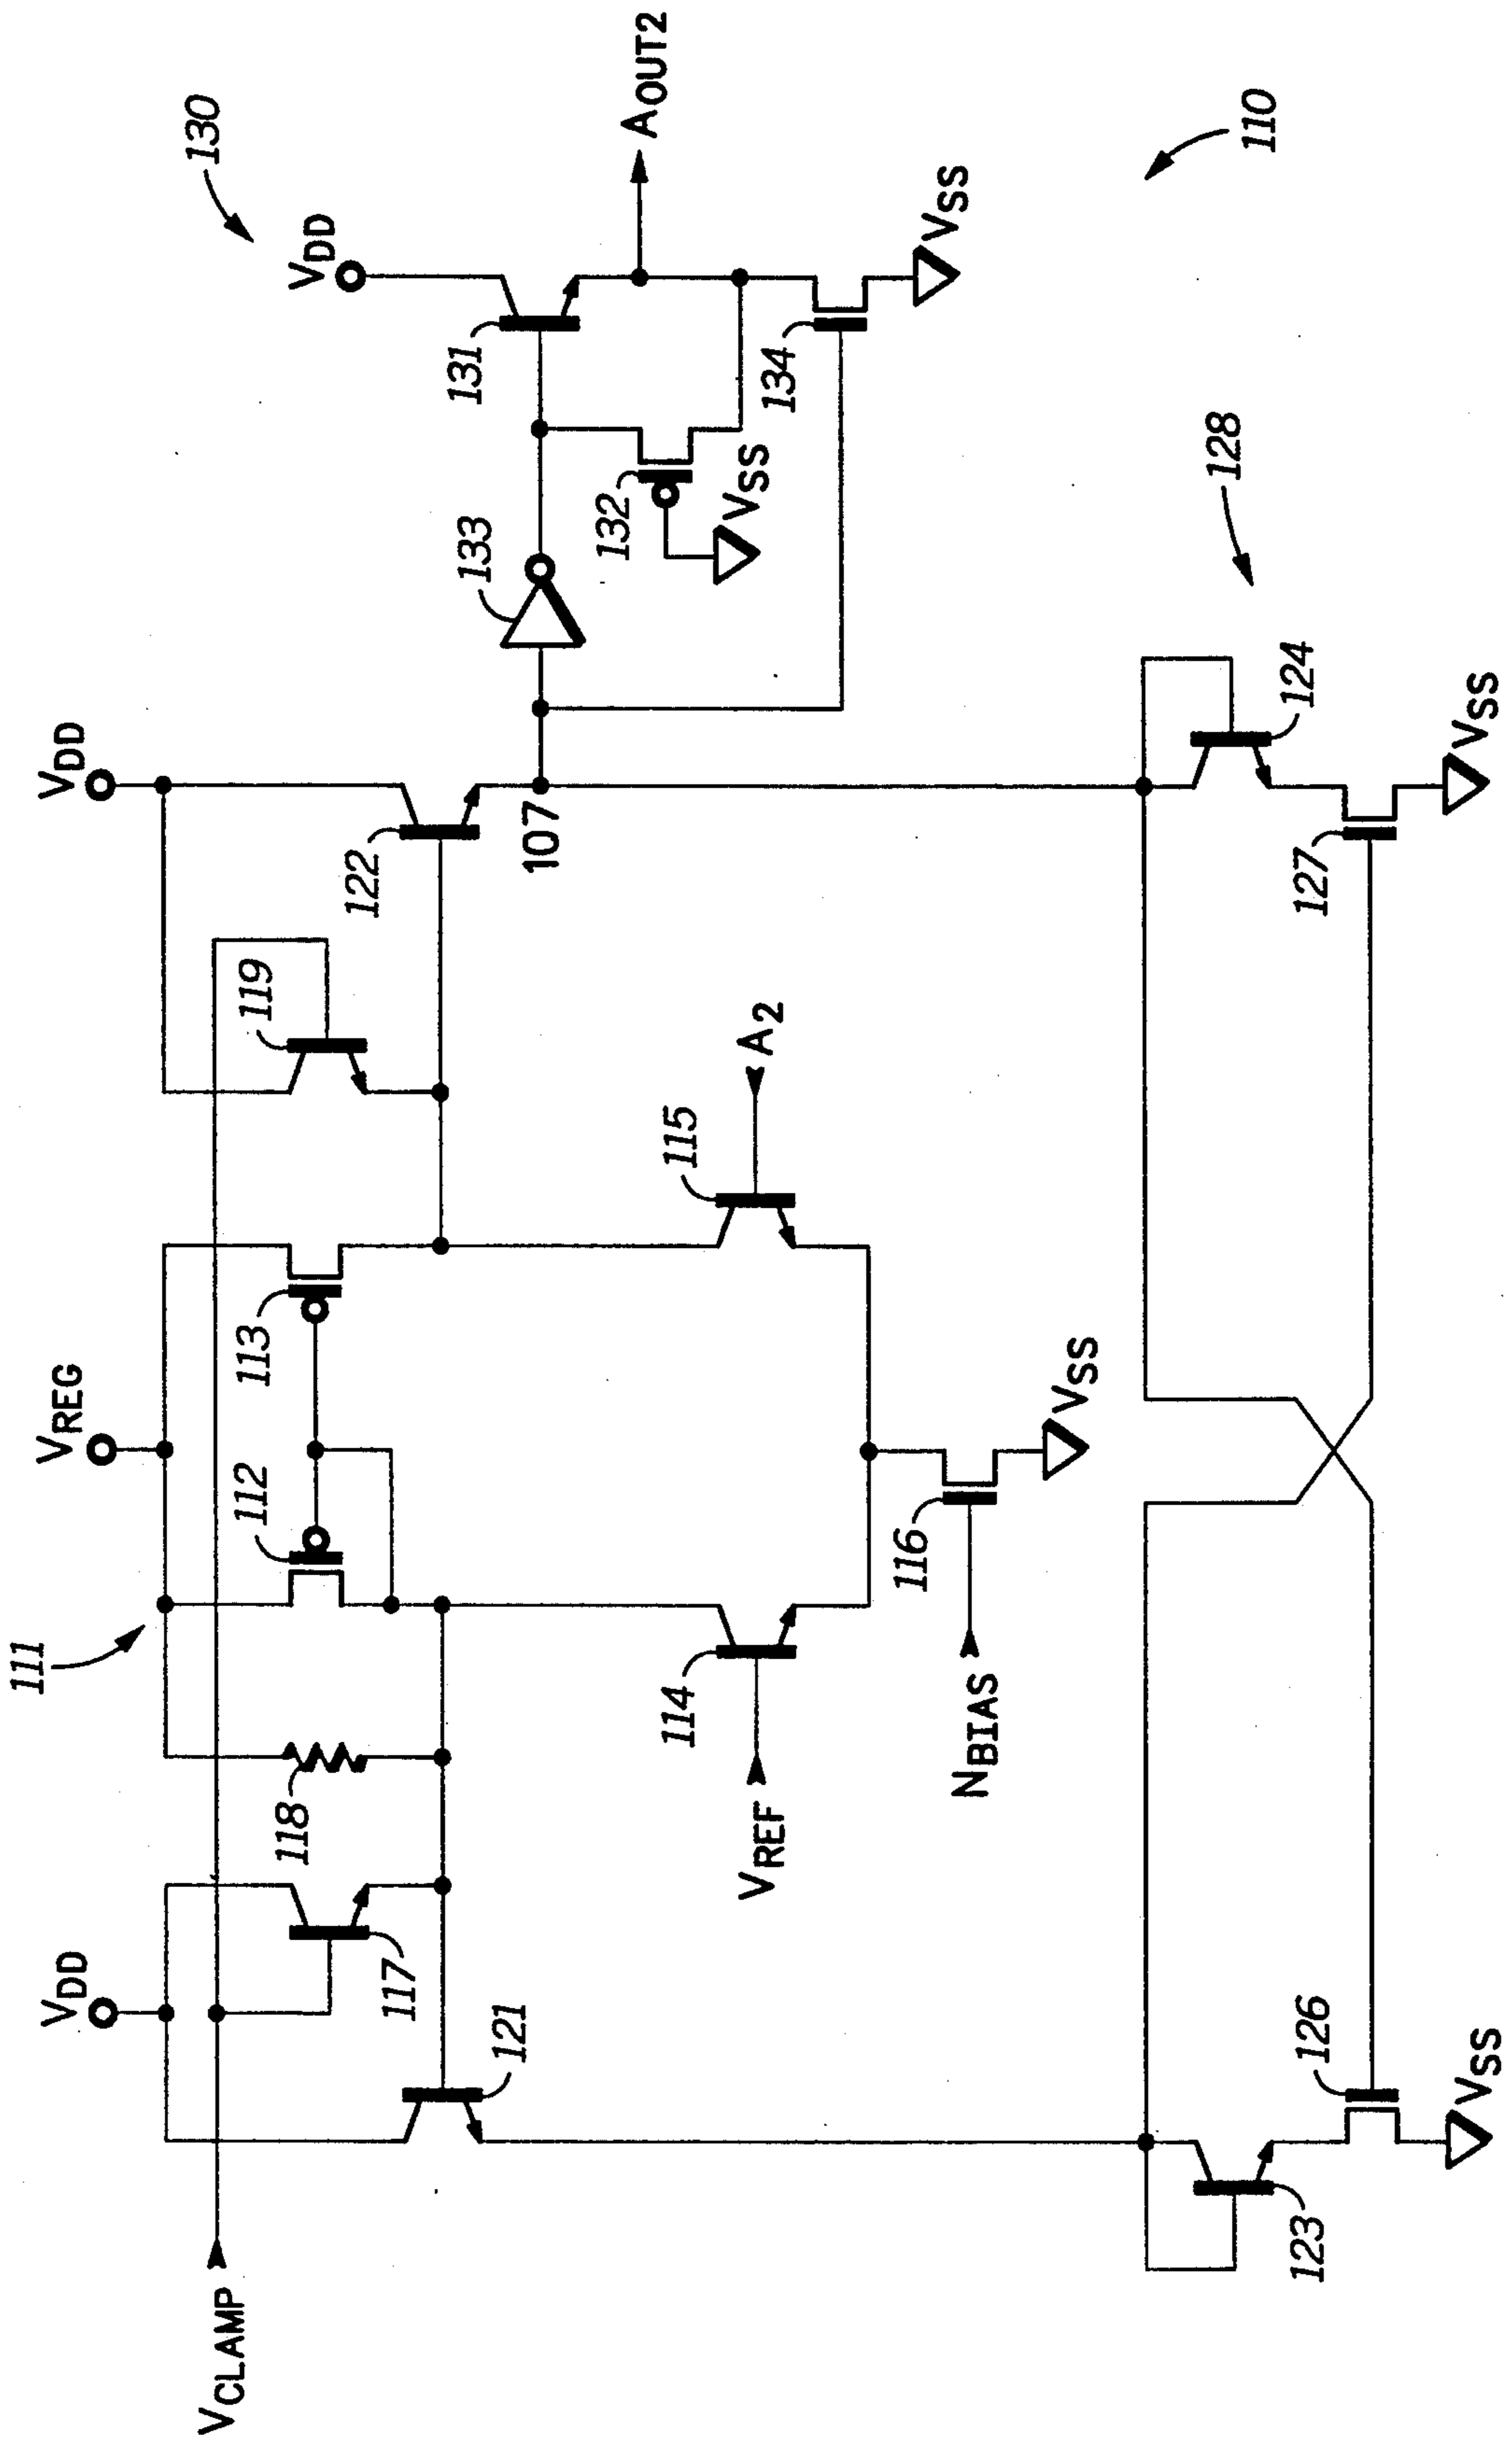 111
VDD
VREG
VDD
130
VDD
VCLAMP
117
118
112
113
119
122
131
AOUT2
121
107
133
132
VSS
134
VSS
VREF
114
115
A2
NBIAS
116
VSS
110
128
123
126
VSS
127
124
VSS